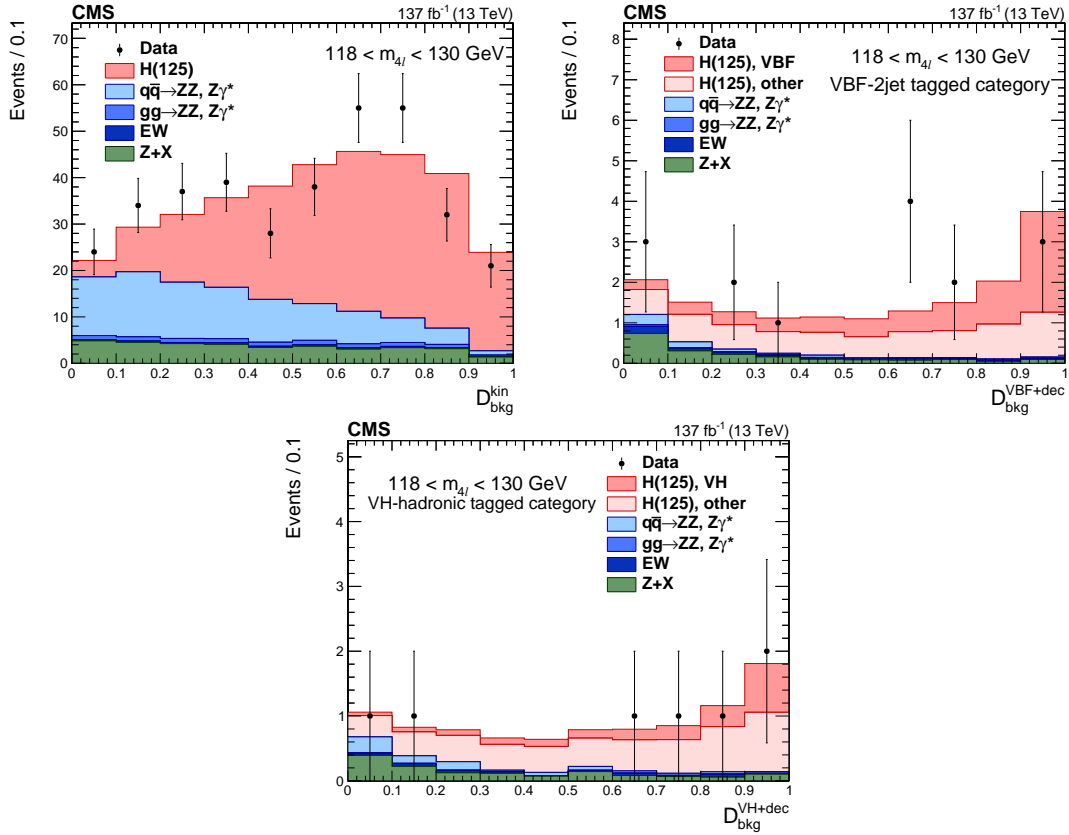 CMS
137 fb⁻¹ (13 TeV)
Events / 0.1
70
60
50
40
30
20
10
0
Data
H(125)
qq̄→ZZ, Zγ*
gg→ZZ, Zγ*
EW
Z+X
118 < m4l < 130 GeV
0 0.1 0.2 0.3 0.4 0.5 0.6 0.7 0.8 0.9 1
D^kin_bkg
CMS
137 fb⁻¹ (13 TeV)
Events / 0.1
8
7
6
5
4
3
2
1
0
Data
H(125), VBF
H(125), other
qq̄→ZZ, Zγ*
gg→ZZ, Zγ*
EW
Z+X
118 < m4l < 130 GeV
VBF-2jet tagged category
0 0.1 0.2 0.3 0.4 0.5 0.6 0.7 0.8 0.9 1
D^VBF+dec_bkg
CMS
137 fb⁻¹ (13 TeV)
Events / 0.1
5
4
3
2
1
0
118 < m4l < 130 GeV
VH-hadronic tagged category
Data
H(125), VH
H(125), other
qq̄→ZZ, Zγ*
gg→ZZ, Zγ*
EW
Z+X
0 0.1 0.2 0.3 0.4 0.5 0.6 0.7 0.8 0.9 1
D^VH+dec_bkg